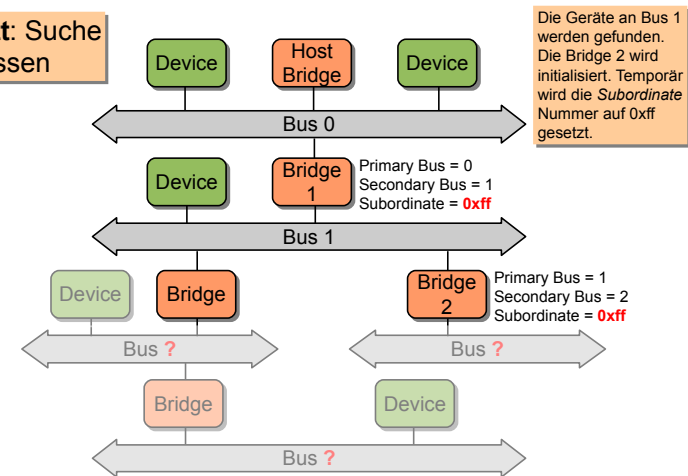 t: Suche
ssen
Die Geräte an Bus 1
werden gefunden.
Die Bridge 2 wird
initialisiert. Temporär
wird die Subordinate
Nummer auf 0xff
gesetzt.
Device
Host
Bridge
Device
Bus 0
Device
Bridge
1
Primary Bus = 0
Secondary Bus = 1
Subordinate = 0xff
Bus 1
Device
Bridge
Bridge
2
Primary Bus = 1
Secondary Bus = 2
Subordinate = 0xff
Bus ?
Bus ?
Bridge
Device
Bus ?